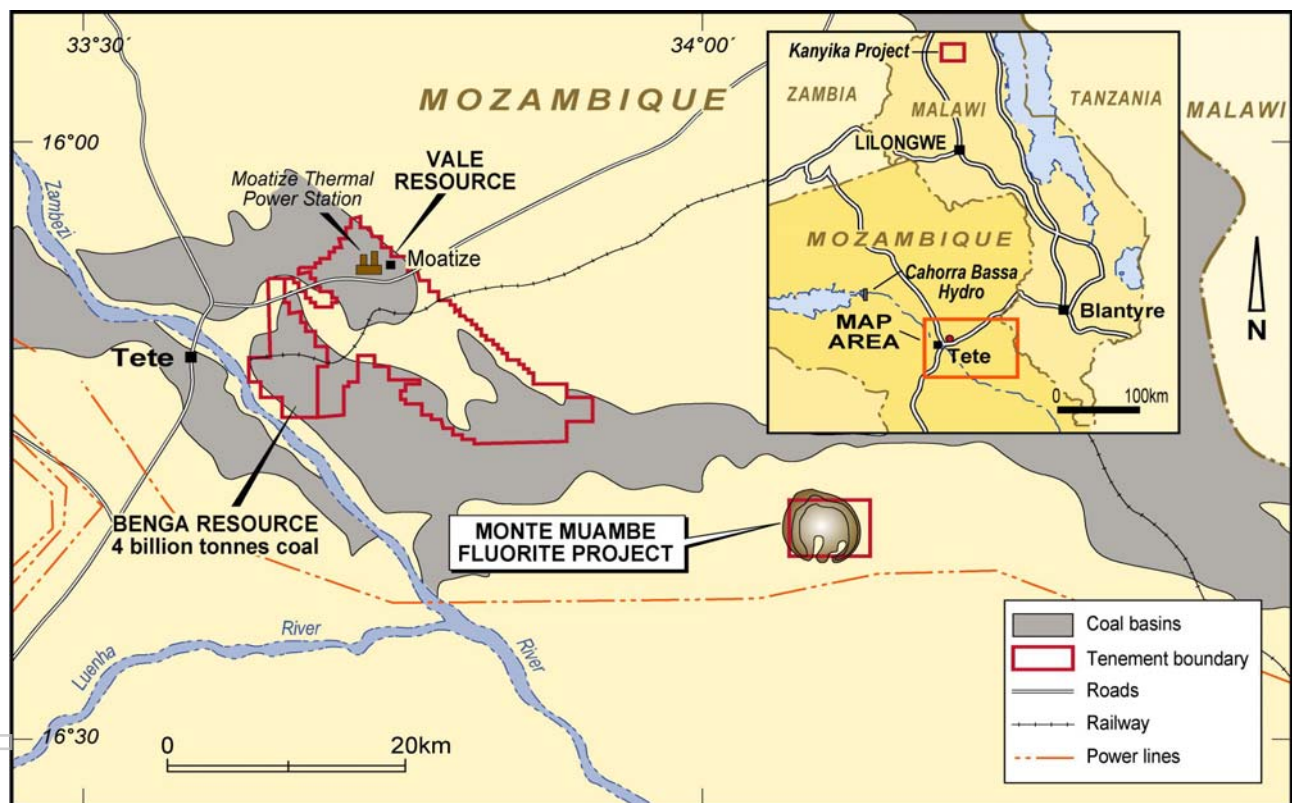 33°30'
34°00'
16°00'
16°30'
MOZAMBIQUE
MALAWI
Zambezi
Moatize Thermal
Power Station
VALE
RESOURCE
Moatize
Tete
BENGA RESOURCE
4 billion tonnes coal
MONTE MUAMBE
FLUORITE PROJECT
Luenha
River
River
0 20km
N
Kanyika Project
ZAMBIA
MALAWI
TANZANIA
LILONGWE
MOZAMBIQUE
Cahorra Bassa
Hydro
MAP
AREA
Tete
Blantyre
0 100km
Coal basins
Tenement boundary
Roads
Railway
Power lines